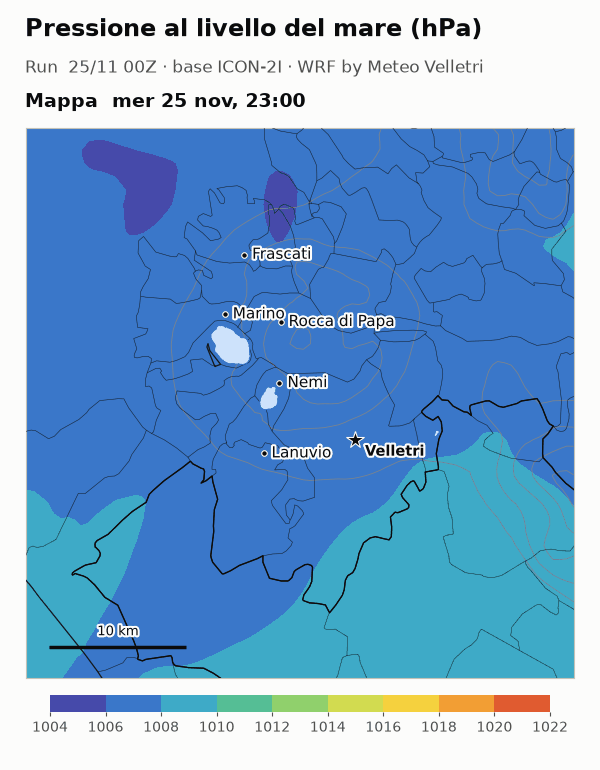 Pressione al livello del mare (hPa)
Run  25/11 00Z · base ICON-2I · WRF by Meteo Velletri
Mappa  mer 25 nov, 23:00
Frascati
Marino
Rocca di Papa
Nemi
Velletri
Lanuvio
10 km
1004 1006 1008 1010 1012 1014 1016 1018 1020 1022